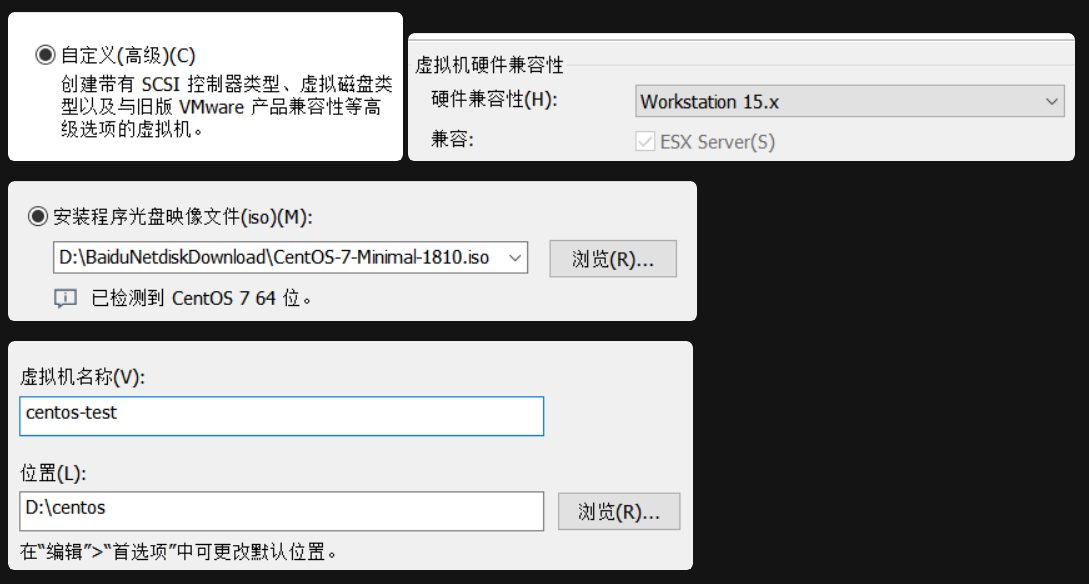 自定义(高级)(C)
创建带有 SCSI 控制器类型、虚拟磁盘类
型以及与旧版 VMware 产品兼容性等高
级选项的虚拟机。
虚拟机硬件兼容性
硬件兼容性(H):
Workstation 15.x
兼容:
ESX Server(S)
安装程序光盘映像文件(iso)(M):
D:\BaiduNetdiskDownload\CentOS-7-Minimal-1810.iso
浏览(R)...
已检测到 CentOS 7 64 位。
虚拟机名称(V):
centos-test
位置(L):
D:\centos
浏览(R)...
在“编辑”>“首选项”中可更改默认位置。